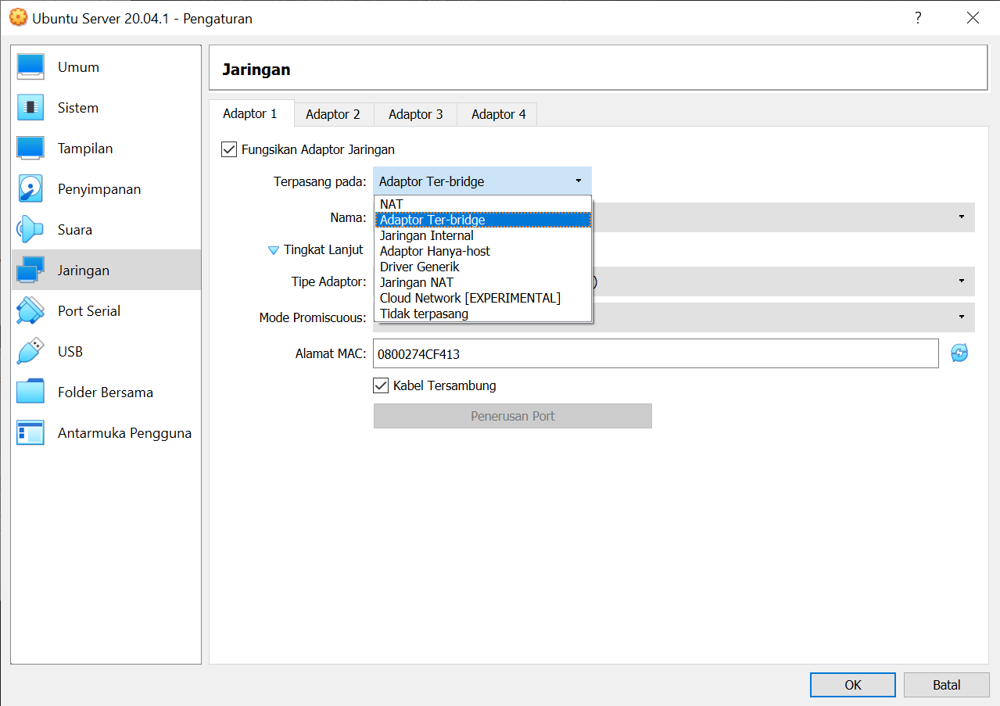 Ubuntu Server 20.04.1 - Pengaturan
?
Umum
Sistem
Tampilan
Penyimpanan
Suara
Jaringan
Port Serial
USB
Folder Bersama
Antarmuka Pengguna
Jaringan
Adaptor 1
Adaptor 2
Adaptor 3
Adaptor 4
Fungsikan Adaptor Jaringan
Terpasang pada: Adaptor Ter-bridge
NAT
Adaptor Ter-bridge
Jaringan Internal
Adaptor Hanya-host
Driver Generik
Jaringan NAT
Cloud Network [EXPERIMENTAL]
Tidak terpasang
Nama:
Tingkat Lanjut
Tipe Adaptor: )
Mode Promiscuous:
Alamat MAC: 0800274CF413
Kabel Tersambung
Penerusan Port
OK
Batal